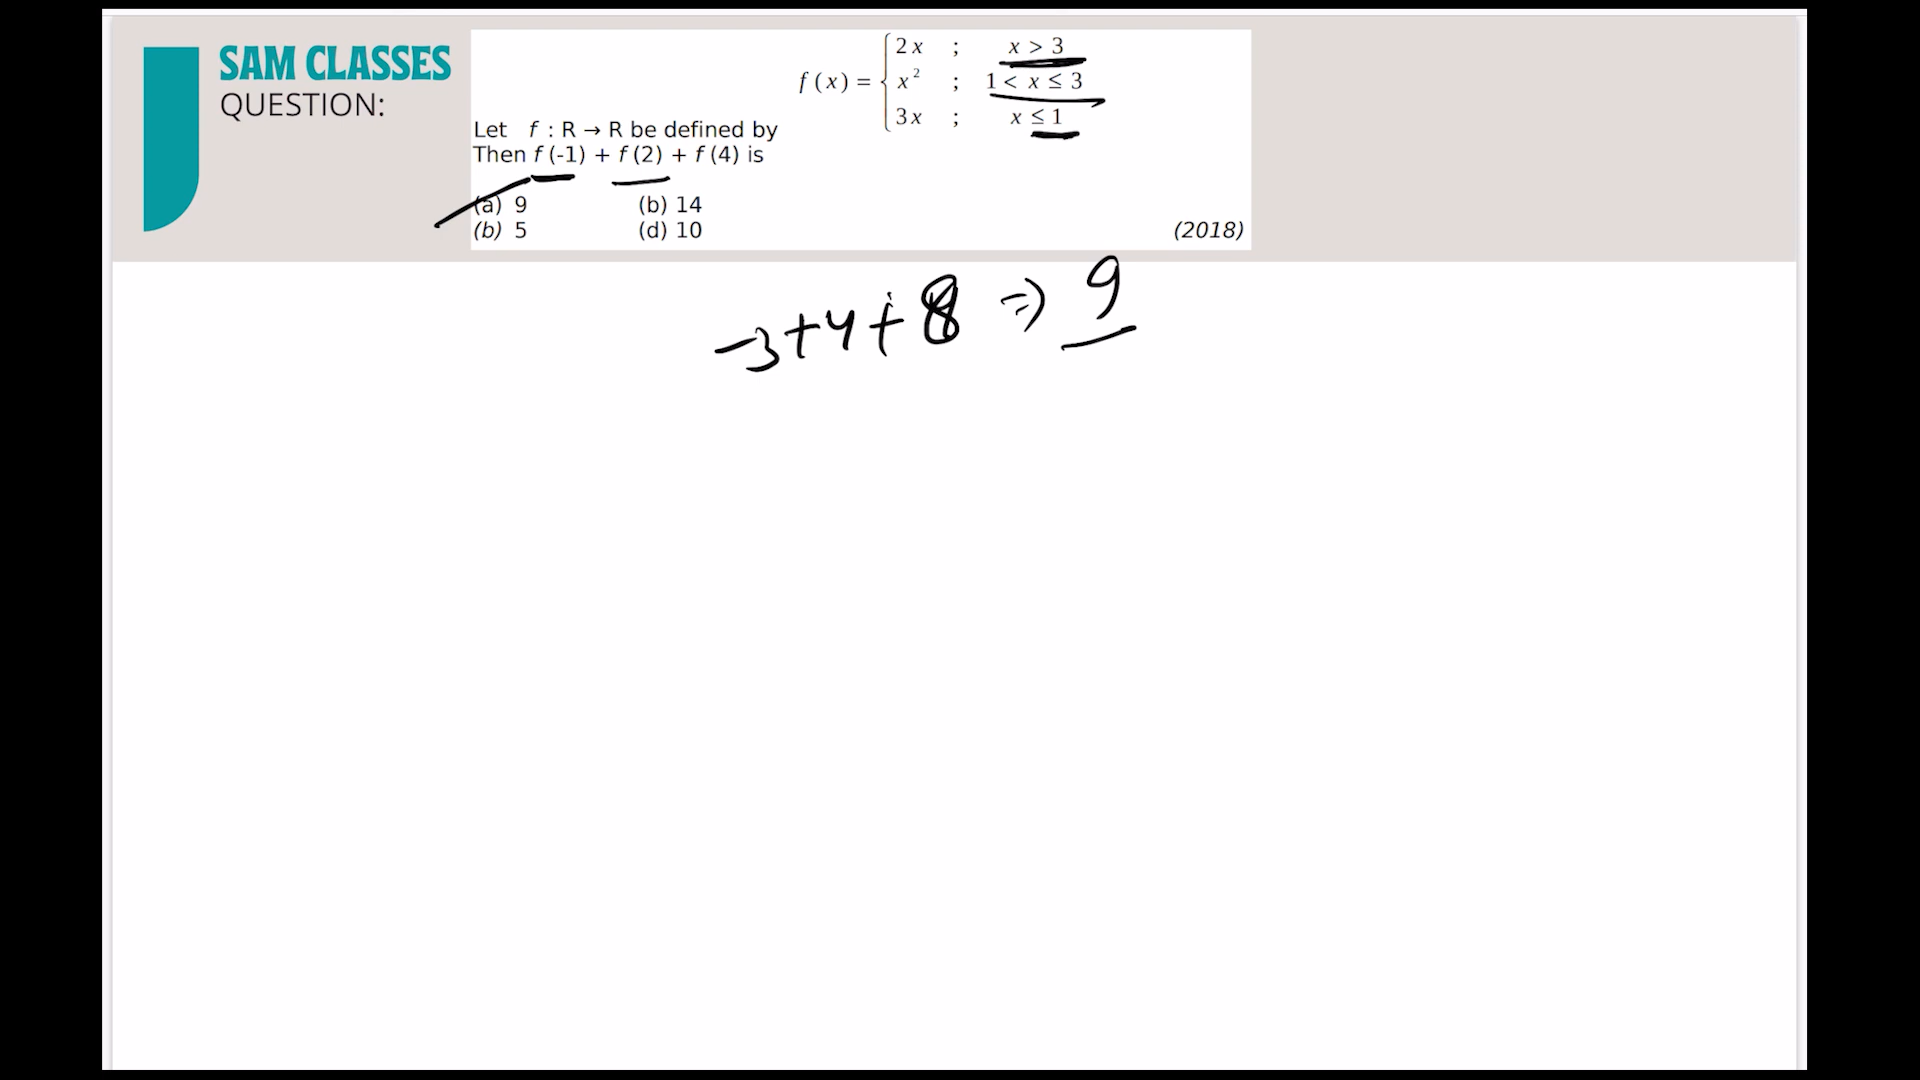 SAM CLASSES
QUESTION:
f(x) = { 2x ; x > 3
x² ; 1 < x ≤ 3
3x ; x ≤ 1
Let f : R → R be defined by
Then f (-1) + f (2) + f (4) is
(a) 9 (b) 14
(b) 5 (d) 10
(2018)
-3+4+8 => 9